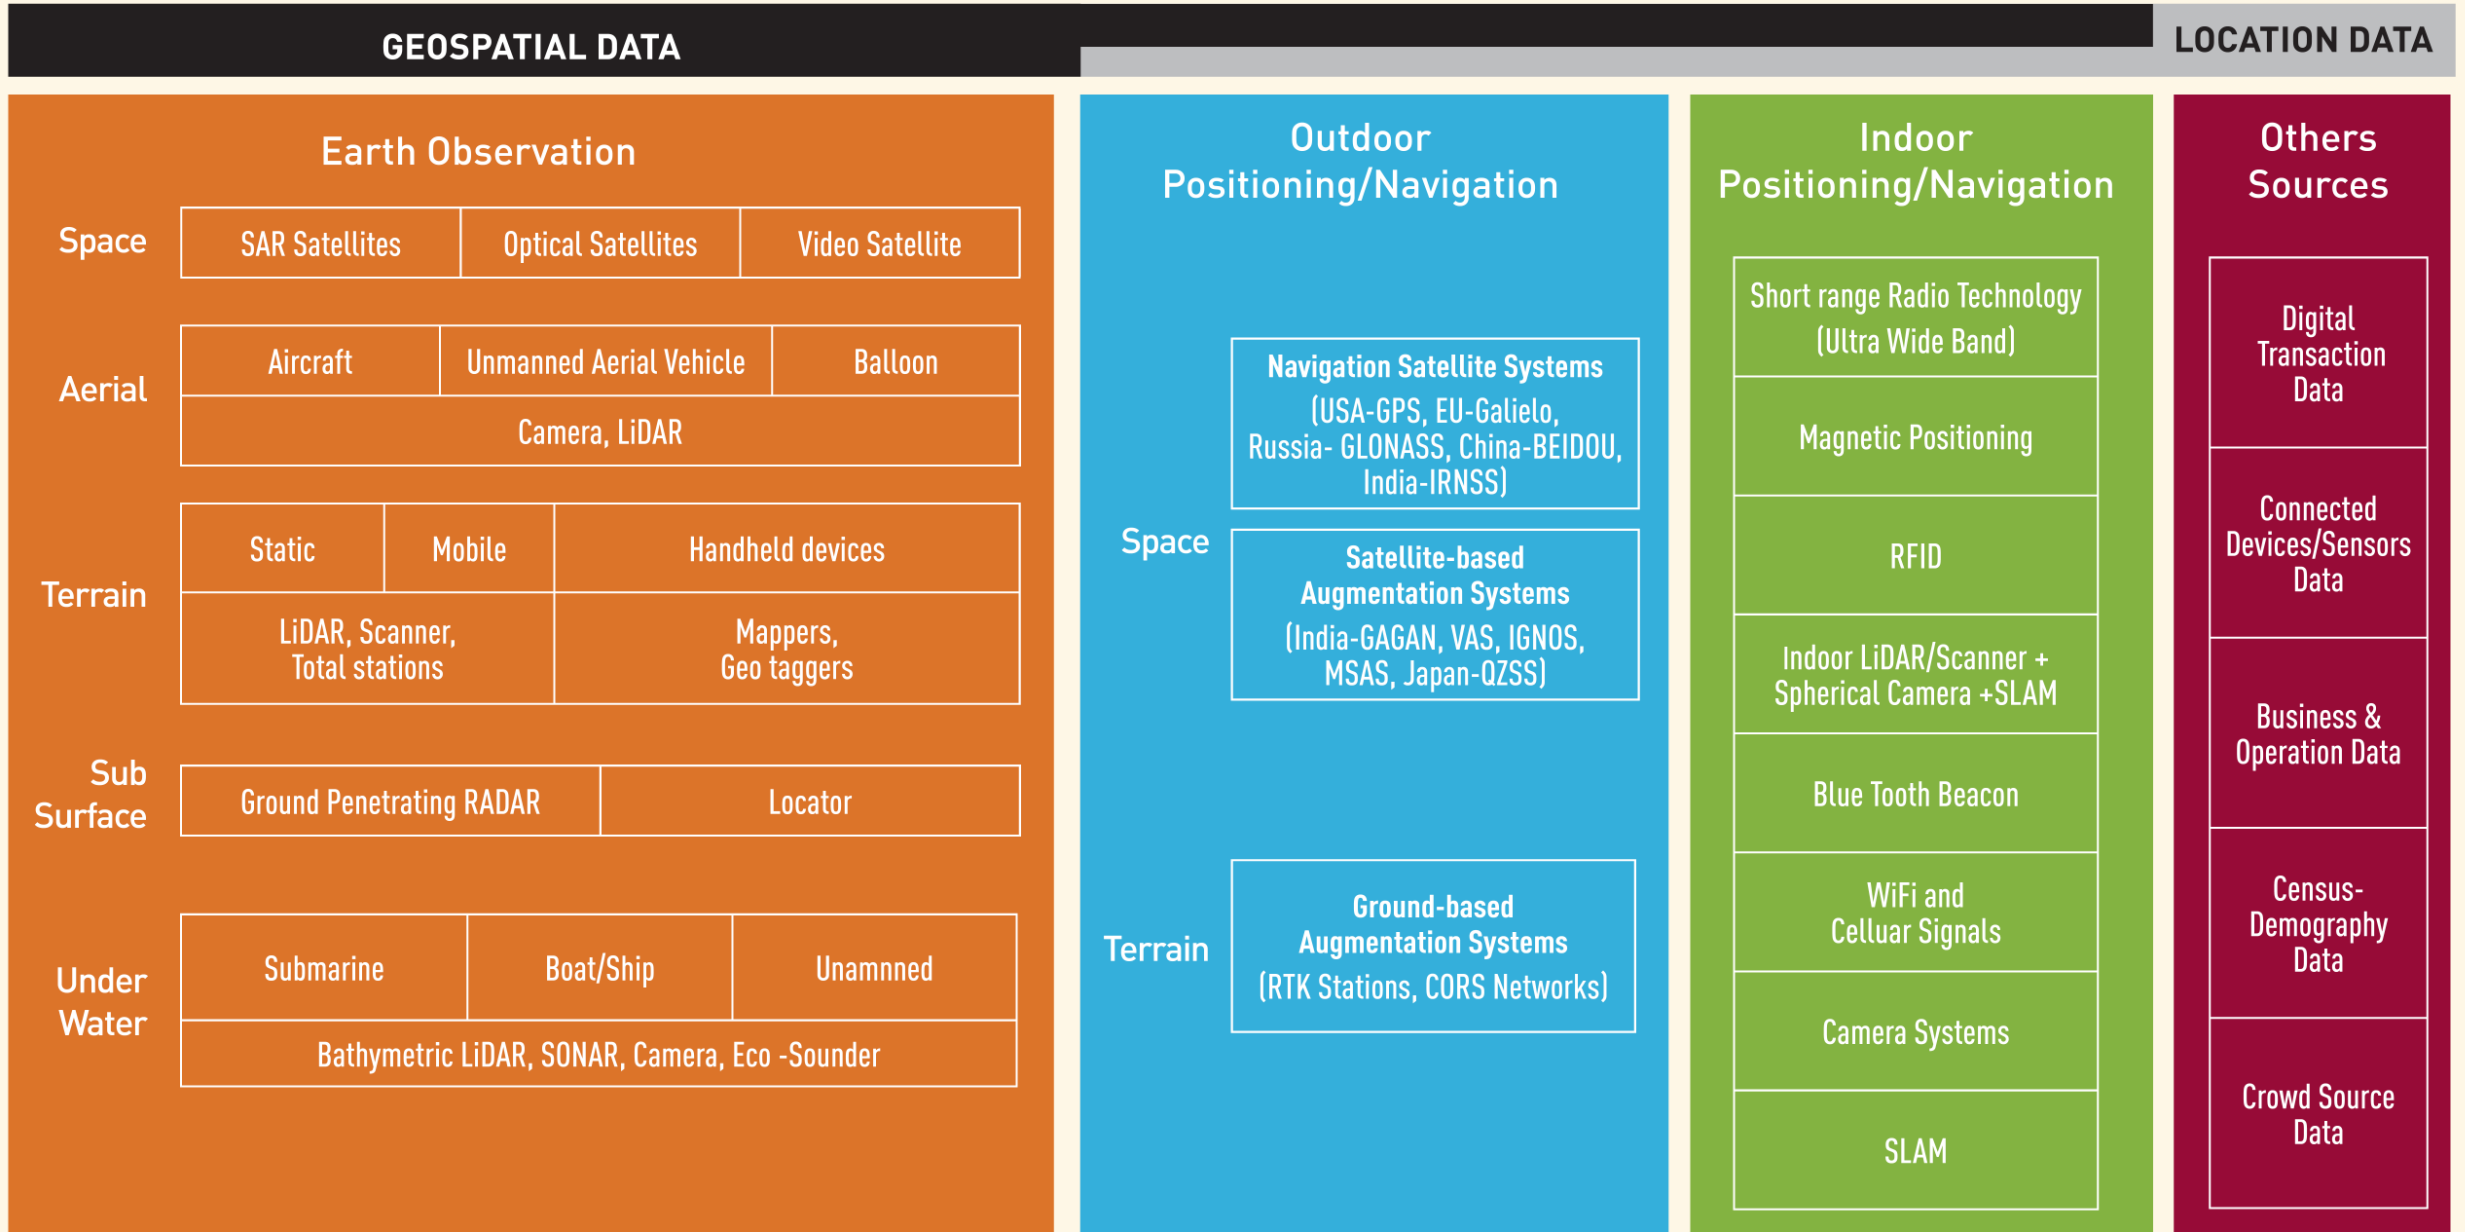 GEOSPATIAL DATA
LOCATION DATA
Earth Observation
Space
SAR Satellites
Optical Satellites
Video Satellite
Aerial
Aircraft
Unmanned Aerial Vehicle
Balloon
Camera, LiDAR
Terrain
Static
Mobile
Handheld devices
LiDAR, Scanner,
Total stations
Mappers,
Geo taggers
Sub
Surface
Ground Penetrating RADAR
Locator
Under
Water
Submarine
Boat/Ship
Unamnned
Bathymetric LiDAR, SONAR, Camera, Eco -Sounder
Outdoor
Positioning/Navigation
Space
Navigation Satellite Systems
(USA-GPS, EU-Galielo,
Russia- GLONASS, China-BEIDOU,
India-IRNSS)
Satellite-based
Augmentation Systems
(India-GAGAN, VAS, IGNOS,
MSAS, Japan-QZSS)
Terrain
Ground-based
Augmentation Systems
(RTK Stations, CORS Networks)
Indoor
Positioning/Navigation
Short range Radio Technology
(Ultra Wide Band)
Magnetic Positioning
RFID
Indoor LiDAR/Scanner +
Spherical Camera +SLAM
Blue Tooth Beacon
WiFi and
Celluar Signals
Camera Systems
SLAM
Others
Sources
Digital
Transaction
Data
Connected
Devices/Sensors
Data
Business &
Operation Data
Census-
Demography
Data
Crowd Source
Data